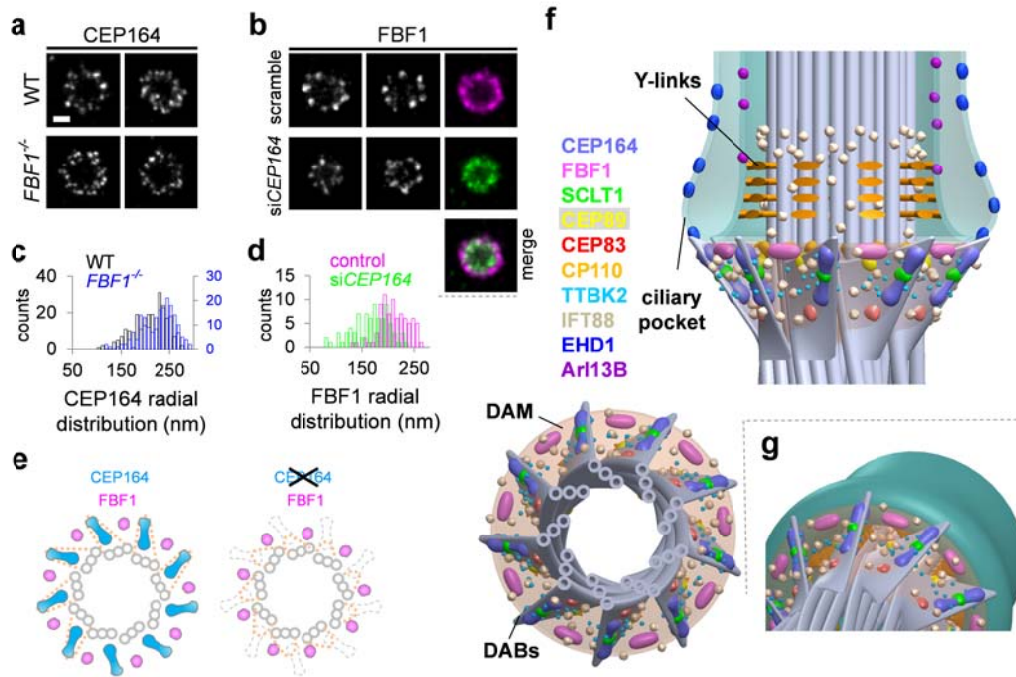 a
CEP164
WT
FBF1-/-
b
FBF1
scramble
siCEP164
merge
c
WT
FBF1-/-
counts
40
20
0
30
20
10
0
50
150
250
CEP164 radial
distribution (nm)
d
control
siCEP164
counts
15
10
5
0
50
150
250
FBF1 radial
distribution (nm)
e
CEP164
FBF1
CEP164
FBF1
f
Y-links
CEP164
FBF1
SCLT1
CEP89
CEP83
CP110
TTBK2
IFT88
EHD1
Arl13B
ciliary
pocket
DAM
DABs
g